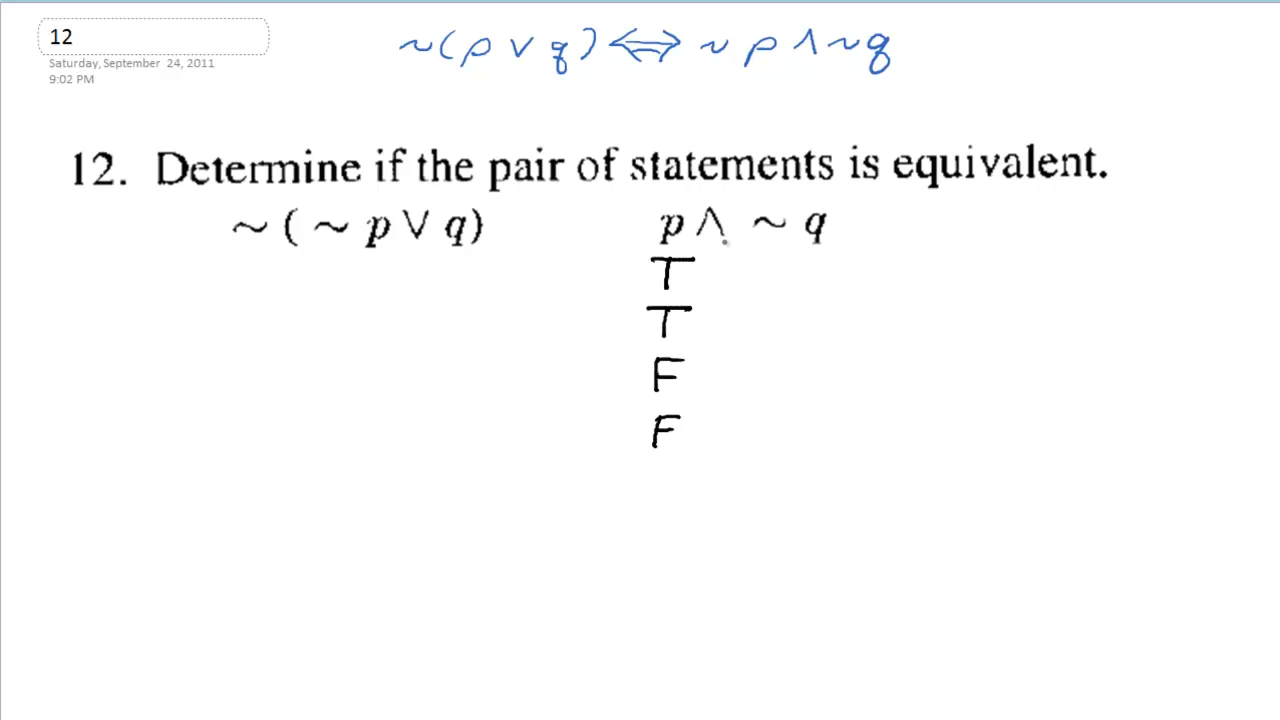 12
~(p ∨ q) ⟺ ~p ∧ ~q
Saturday, September 24, 2011
9:02 PM
12. Determine if the pair of statements is equivalent.
~ ( ~ p ∨ q) p ∧ ~ q
T
T
F
F